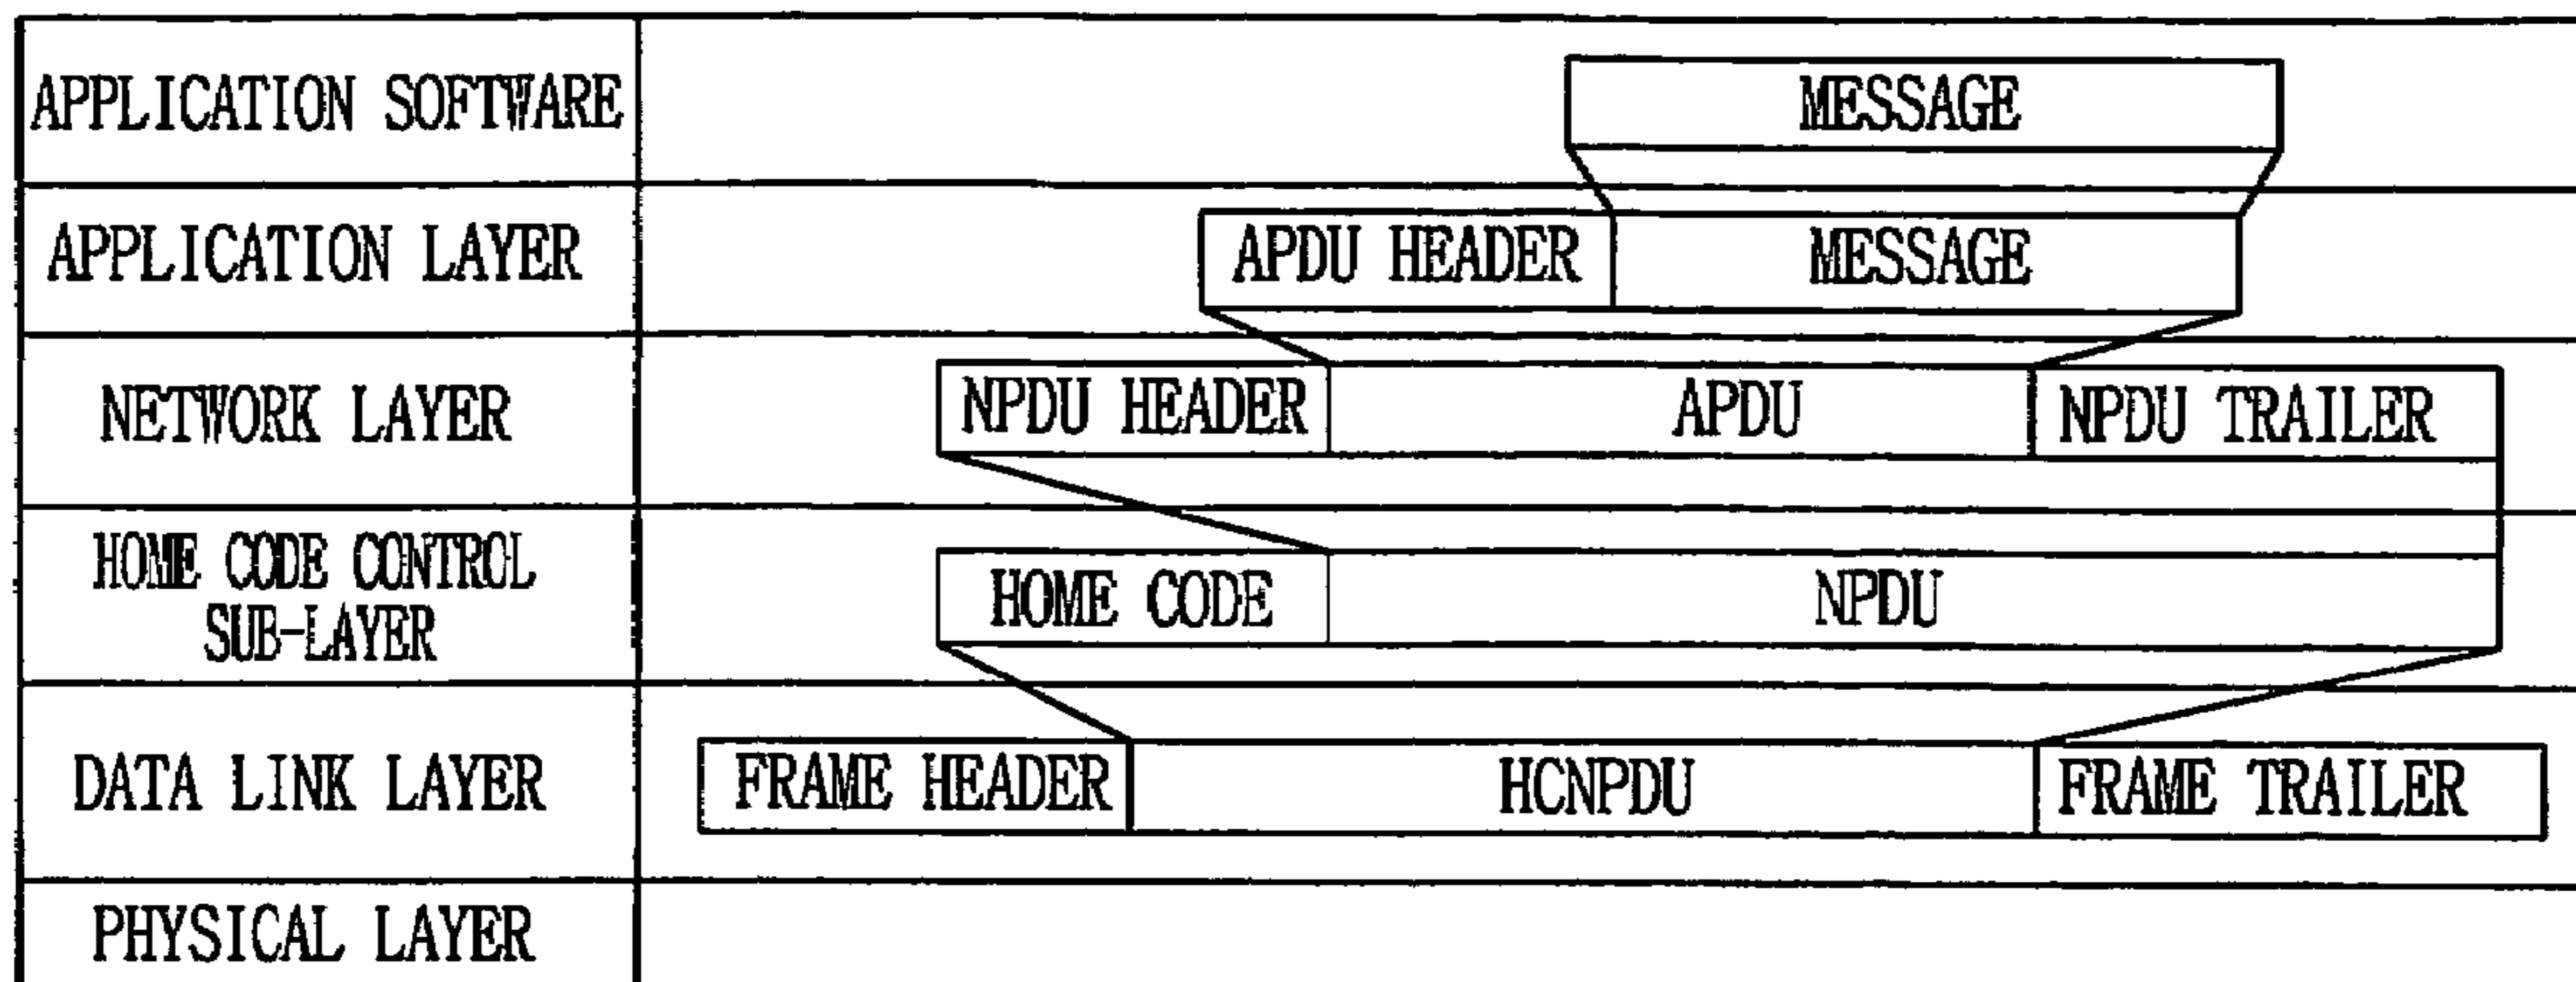 APPLICATION SOFTWARE
MESSAGE
APPLICATION LAYER
APDU HEADER
MESSAGE
NETWORK LAYER
NPDU HEADER
APDU
NPDU TRAILER
HOME CODE CONTROL
SUB-LAYER
HOME CODE
NPDU
DATA LINK LAYER
FRAME HEADER
HCNPDU
FRAME TRAILER
PHYSICAL LAYER